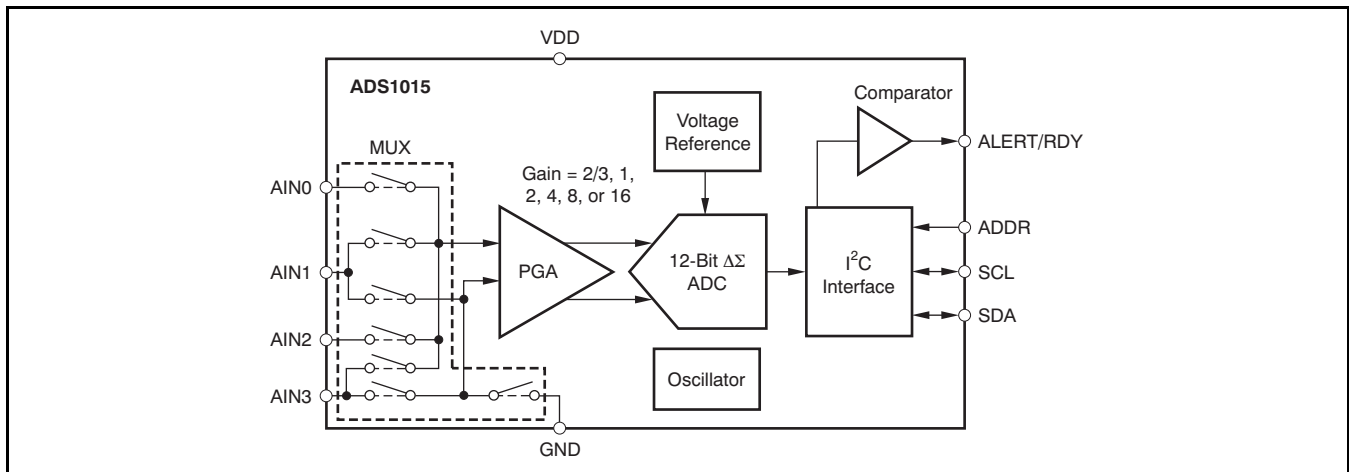 VDD
ADS1015
Comparator
Voltage
Reference
ALERT/RDY
MUX
Gain = 2/3, 1,
2, 4, 8, or 16
AIN0
ADDR
PGA
12-Bit ΔΣ
ADC
I²C
Interface
AIN1
SCL
SDA
AIN2
Oscillator
AIN3
GND